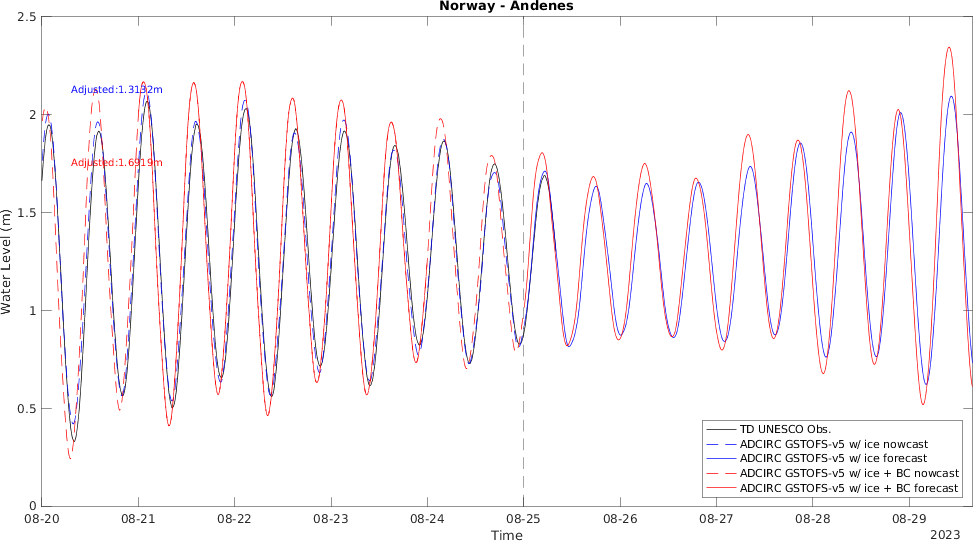 Norway - Andenes
2.5
2
1.5
1
0.5
0
Water Level (m)
Adjusted:1.3132m
Adjusted:1.6919m
TD UNESCO Obs.
ADCIRC GSTOFS-v5 w/ ice nowcast
ADCIRC GSTOFS-v5 w/ ice forecast
ADCIRC GSTOFS-v5 w/ ice + BC nowcast
ADCIRC GSTOFS-v5 w/ ice + BC forecast
08-20 08-21 08-22 08-23 08-24 08-25 08-26 08-27 08-28 08-29
Time
2023